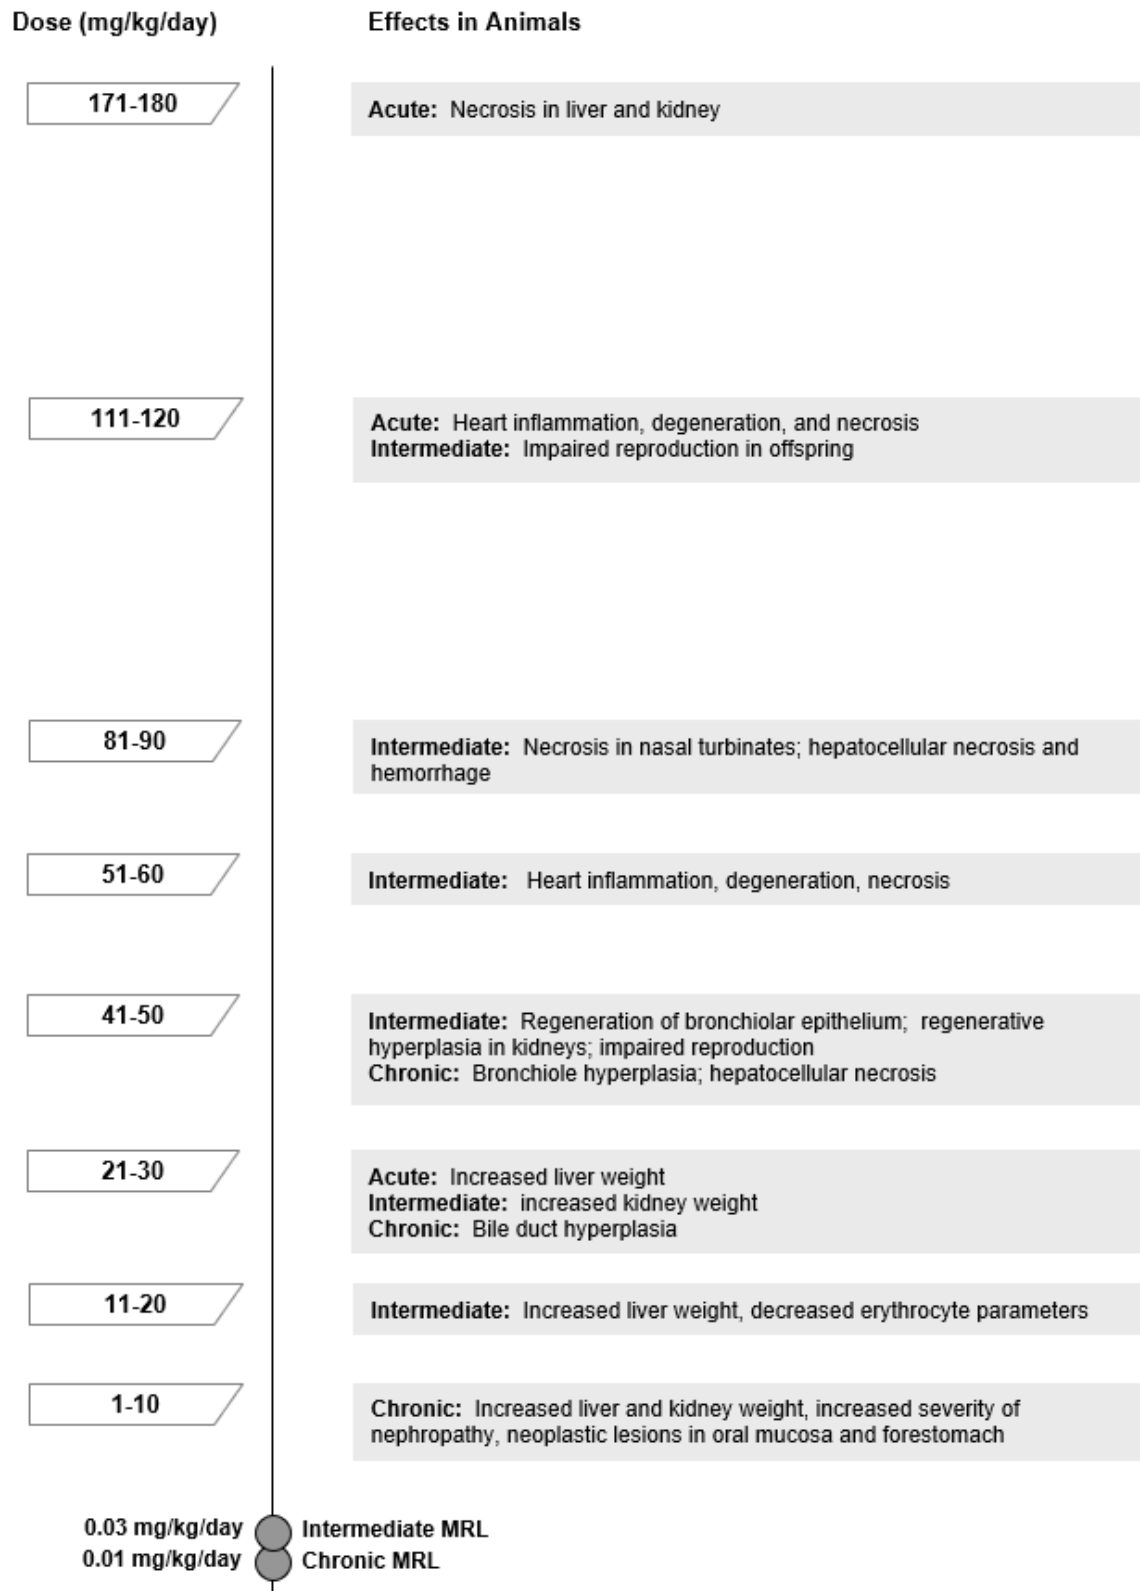 Dose (mg/kg/day) Effects in Animals
171-180
Acute: Necrosis in liver and kidney
111-120
Acute: Heart inflammation, degeneration, and necrosis
Intermediate: Impaired reproduction in offspring
81-90
Intermediate: Necrosis in nasal turbinates; hepatocellular necrosis and
hemorrhage
51-60
Intermediate: Heart inflammation, degeneration, necrosis
41-50
Intermediate: Regeneration of bronchiolar epithelium; regenerative
hyperplasia in kidneys; impaired reproduction
Chronic: Bronchiole hyperplasia; hepatocellular necrosis
21-30
Acute: Increased liver weight
Intermediate: increased kidney weight
Chronic: Bile duct hyperplasia
11-20
Intermediate: Increased liver weight, decreased erythrocyte parameters
1-10
Chronic: Increased liver and kidney weight, increased severity of
nephropathy, neoplastic lesions in oral mucosa and forestomach
0.03 mg/kg/day Intermediate MRL
0.01 mg/kg/day Chronic MRL